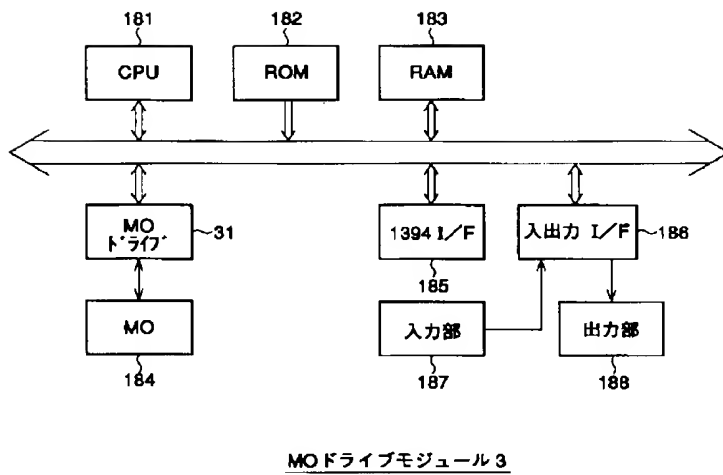 181
182
183
CPU
ROM
RAM
MO
ドライブ
31
1394 I/F
185
入出力 I/F
186
MO
184
入力部
187
出力部
188
MOドライブモジュール3